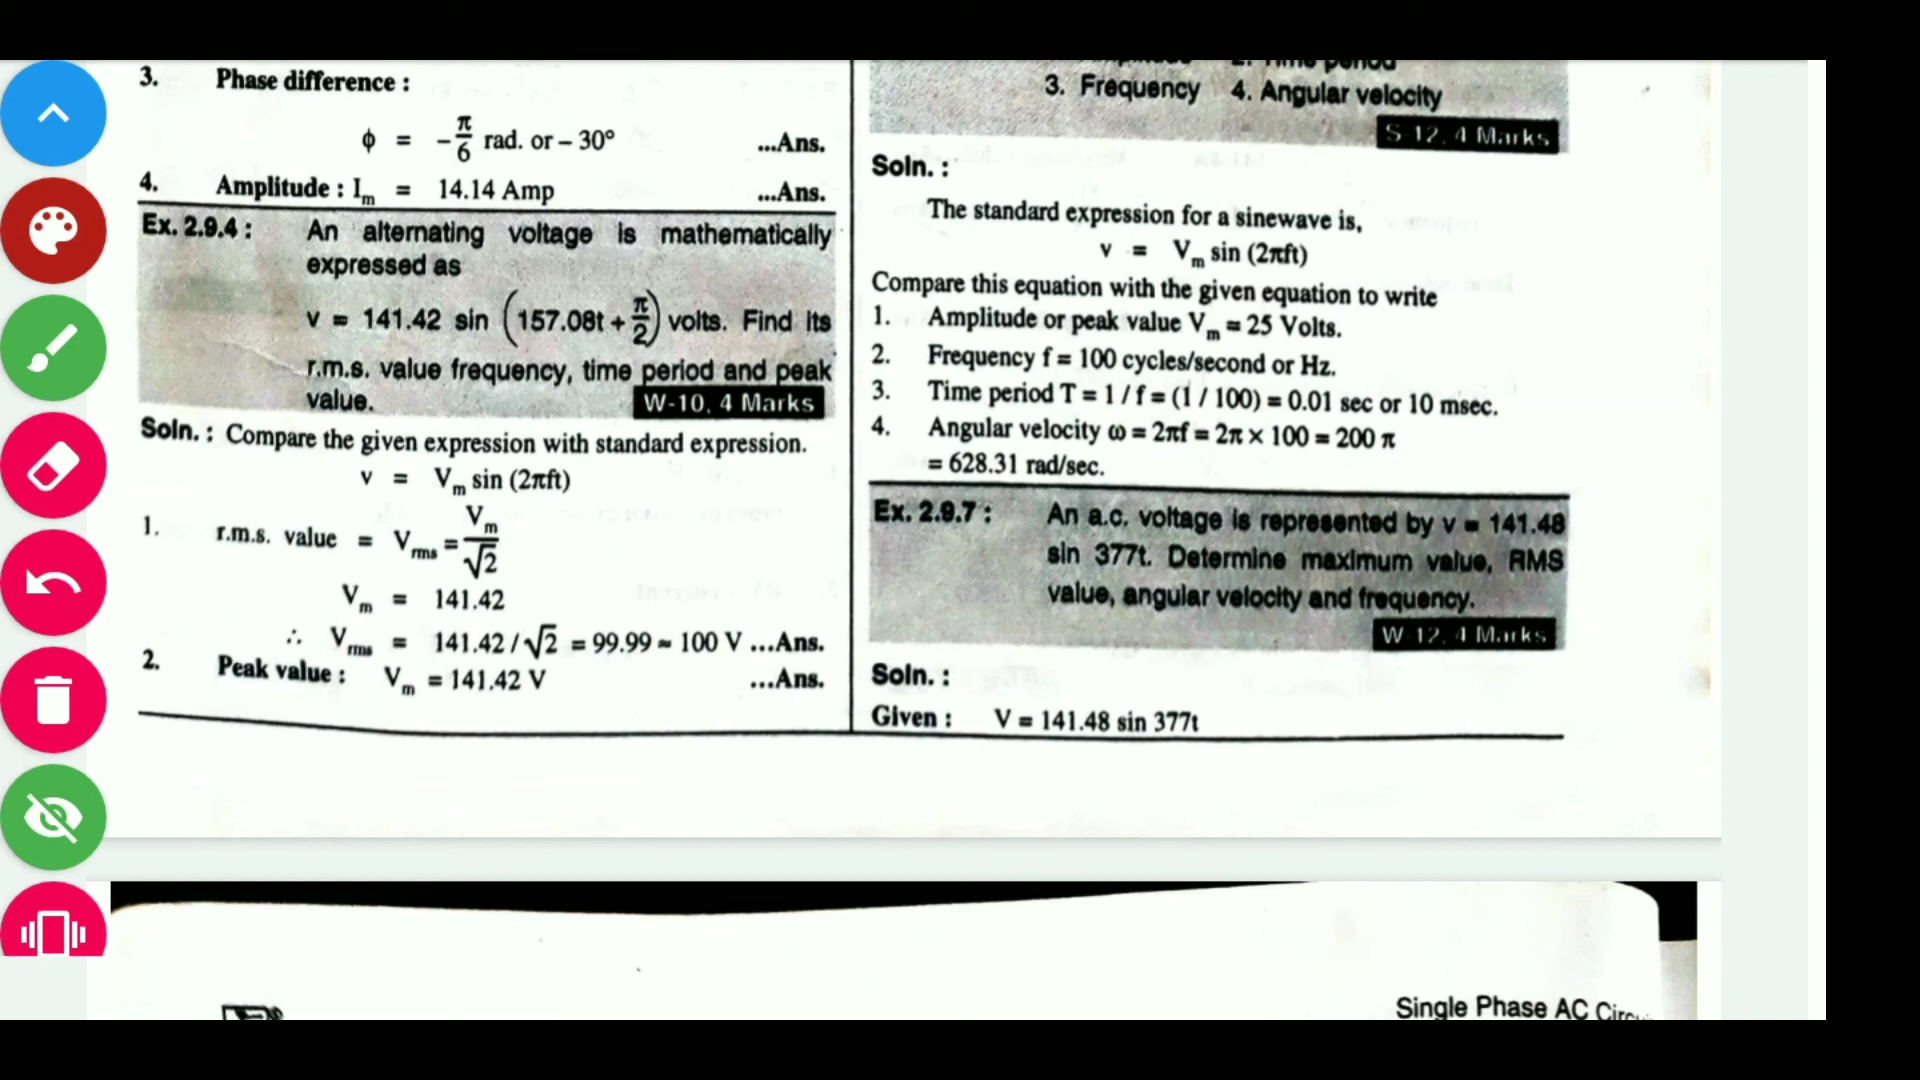 3. Phase difference :
ϕ = −π/6 rad. or – 30° ...Ans.
4. Amplitude : Im = 14.14 Amp ...Ans.
Ex. 2.9.4 : An alternating voltage is mathematically
expressed as
v = 141.42 sin (157.08t + π/2) volts. Find its
r.m.s. value frequency, time period and peak
value.
W-10, 4 Marks
Soln. : Compare the given expression with standard expression.
v = Vm sin (2πft)
1. r.m.s. value = Vrms = Vm/√2
Vm = 141.42
∴ Vrms = 141.42 / √2 = 99.99 ≈ 100 V ...Ans.
2. Peak value : Vm = 141.42 V ...Ans.
2. Time period
3. Frequency 4. Angular velocity
S-12, 4 Marks
Soln. :
The standard expression for a sinewave is,
v = Vm sin (2πft)
Compare this equation with the given equation to write
1. Amplitude or peak value Vm = 25 Volts.
2. Frequency f = 100 cycles/second or Hz.
3. Time period T = 1 / f = (1 / 100) = 0.01 sec or 10 msec.
4. Angular velocity ω = 2πf = 2π × 100 = 200 π
= 628.31 rad/sec.
Ex. 2.9.7 : An a.c. voltage is represented by v = 141.48
sin 377t. Determine maximum value, RMS
value, angular velocity and frequency.
W-12, 4 Marks
Soln. :
Given : V = 141.48 sin 377t
Single Phase AC